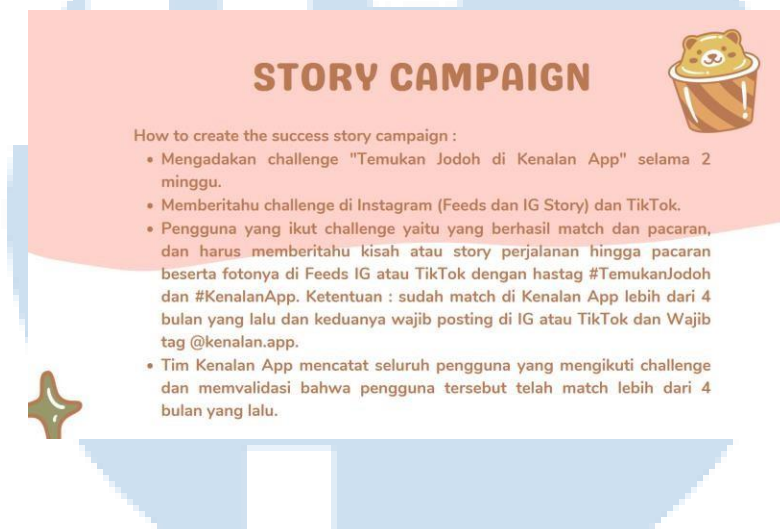 STORY CAMPAIGN
How to create the success story campaign :
• Mengadakan challenge "Temukan Jodoh di Kenalan App" selama 2
minggu.
• Memberitahu challenge di Instagram (Feeds dan IG Story) dan TikTok.
• Pengguna yang ikut challenge yaitu yang berhasil match dan pacaran,
dan harus memberitahu kisah atau story perjalanan hingga pacaran
beserta fotonya di Feeds IG atau TikTok dengan hastag #TemukanJodoh
dan #KenalanApp. Ketentuan : sudah match di Kenalan App lebih dari 4
bulan yang lalu dan keduanya wajib posting di IG atau TikTok dan Wajib
tag @kenalan.app.
• Tim Kenalan App mencatat seluruh pengguna yang mengikuti challenge
dan memvalidasi bahwa pengguna tersebut telah match lebih dari 4
bulan yang lalu.